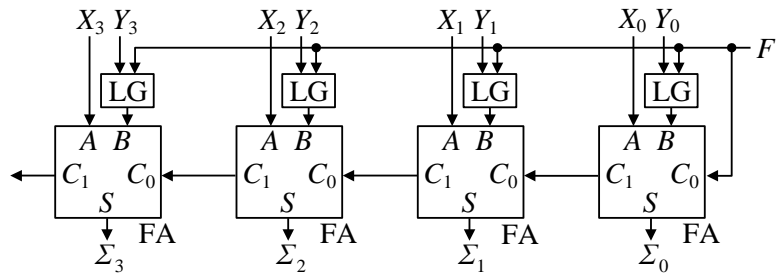 X₃ Y₃ X₂ Y₂ X₁ Y₁ X₀ Y₀
F
LG LG LG LG
A B A B A B A B
C₁ C₀ C₁ C₀ C₁ C₀ C₁ C₀
S S S S
FA FA FA FA
Σ₃ Σ₂ Σ₁ Σ₀